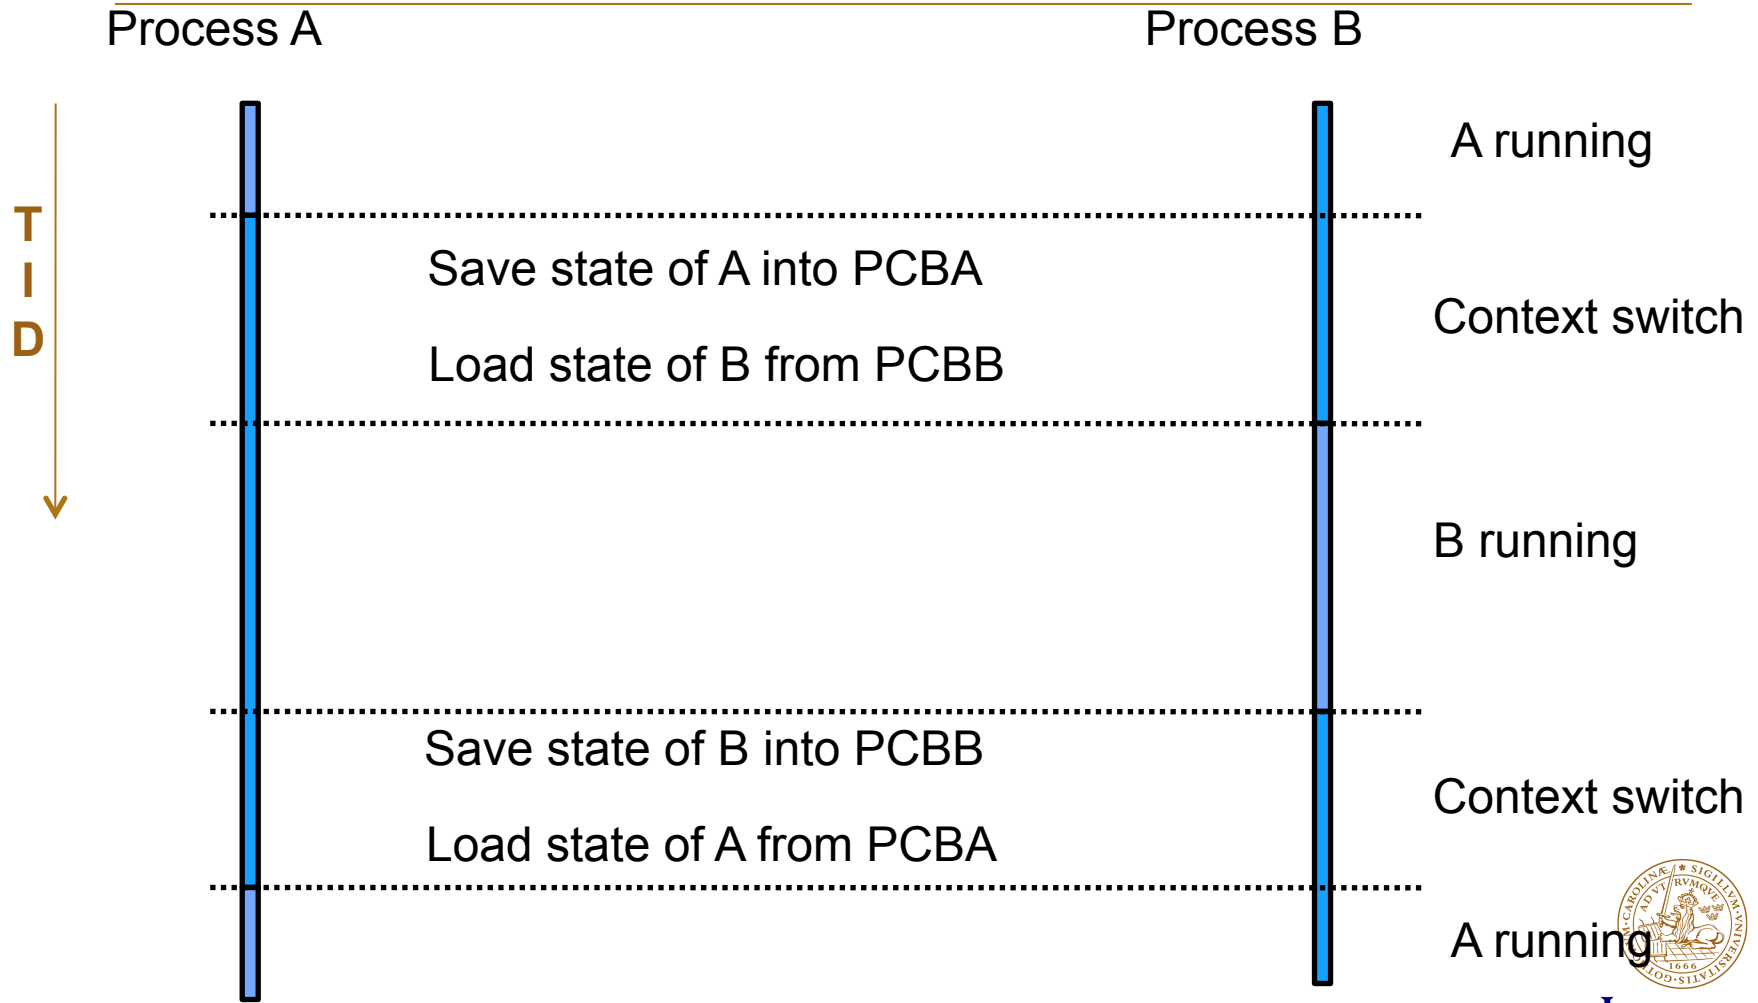 Process A
Process B
A running
T
I
D
Save state of A into PCBA
Context switch
Load state of B from PCBB
B running
Save state of B into PCBB
Context switch
Load state of A from PCBA
A running
1666